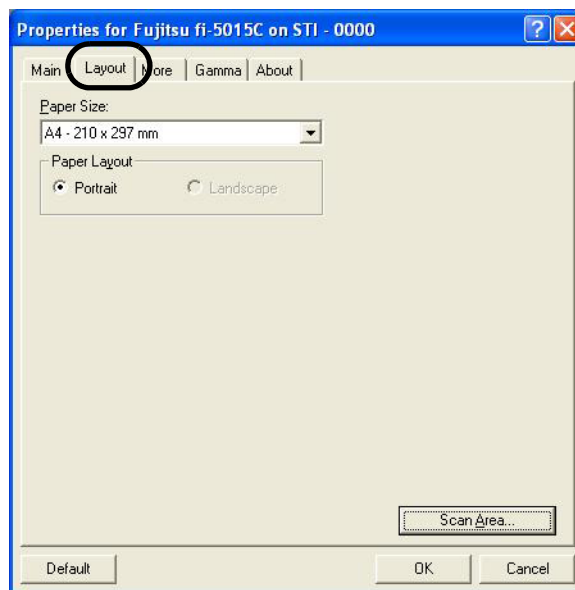 Properties for Fujitsu fi-5015C on STI - 0000
Main Layout More Gamma About
Paper Size:
A4 - 210 x 297 mm
Paper Layout
Portrait Landscape
Scan Area...
Default OK Cancel